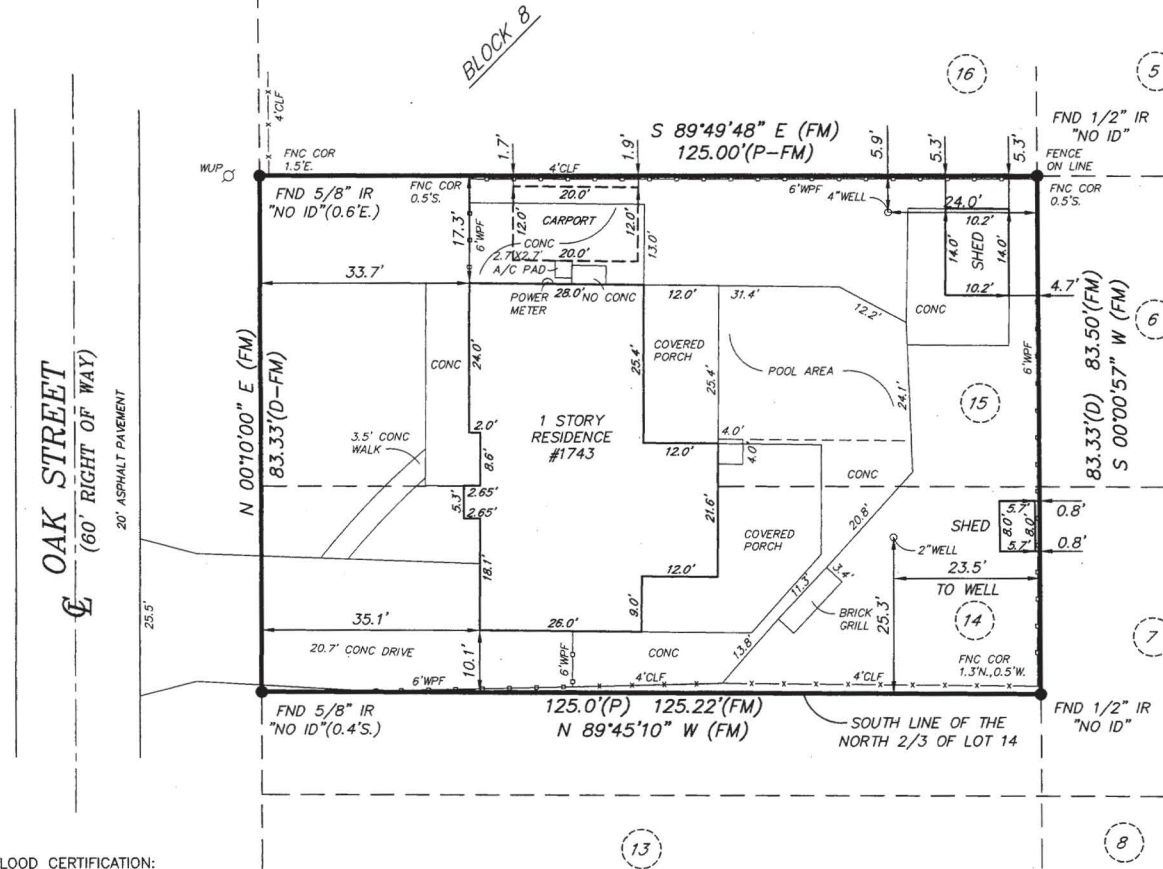 BLOCK 8
16
5
4'CLF
S 89°49'48" E (FM)
125.00'(P-FM)
FND 1/2" IR
"NO ID"
WUP
FNC COR
1.5'E.
1.7'
1.9'
5.9'
5.3'
5.3'
FENCE
ON LINE
4'CLF
6'WPF
FND 5/8" IR
"NO ID"(0.6'E.)
FNC COR
0.5'S.
FNC COR
0.5'S.
17.3'
6'WPF
20.0'
12.0'
CARPORT
12.0'
13.0'
CONC
20.0'
2.7'X2.7'
A/C PAD
4"WELL
24.0'
10.2'
14.0'
SHED
14.0'
10.2'
4.7'
33.7'
POWER
METER
28.0'
NO CONC
12.0'
31.4'
12.2'
CONC
6
OAK STREET
(60' RIGHT OF WAY)
20' ASPHALT PAVEMENT
25.5'
N 00°10'00" E (FM)
83.33'(D-FM)
CONC
24.0'
25.4'
COVERED
PORCH
25.4'
POOL AREA
24.1'
6'WPF
83.33'(D) 83.50'(FM)
S 00°00'57" W (FM)
15
3.5' CONC
WALK
1 STORY
RESIDENCE
#1743
2.0'
8.6'
12.0'
4.0'
4.0'
CONC
2.65'
5.3'
2.65'
21.6'
COVERED
PORCH
20.8'
SHED
5.7'
8.0'
8.0'
5.7'
0.8'
0.8'
18.1'
2"WELL
23.5'
TO WELL
12.0'
11.3'
3.4'
35.1'
9.0'
BRICK
GRILL
25.3'
14
7
26.0'
20.7' CONC DRIVE
10.1'
6'WPF
CONC
13.8'
FNC COR
1.3'N.,0.5'W.
6'WPF
4'CLF
4'CLF
FND 5/8" IR
"NO ID"(0.4'S.)
125.0'(P) 125.22'(FM)
N 89°45'10" W (FM)
SOUTH LINE OF THE
NORTH 2/3 OF LOT 14
FND 1/2" IR
"NO ID"
13
8
LOOD CERTIFICATION: